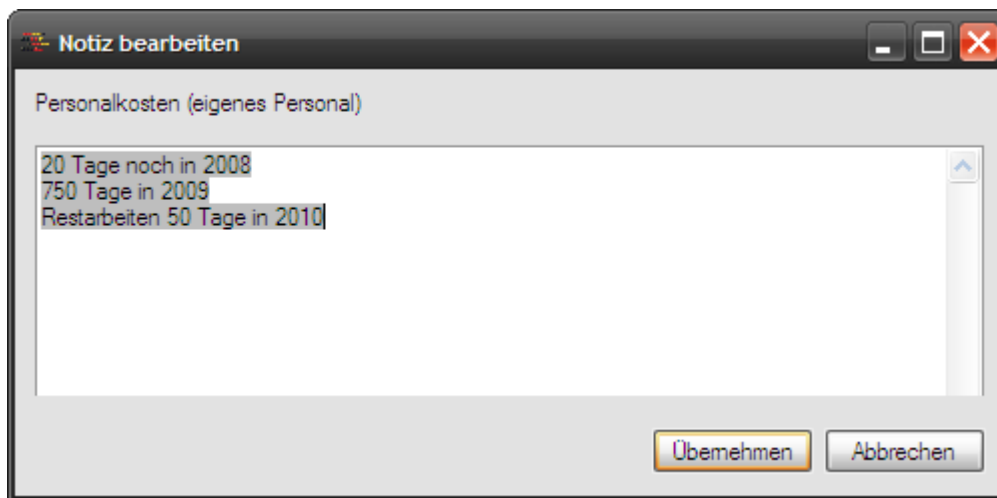 Notiz bearbeiten
Personalkosten (eigenes Personal)
20 Tage noch in 2008
750 Tage in 2009
Restarbeiten 50 Tage in 2010
Übernehmen
Abbrechen